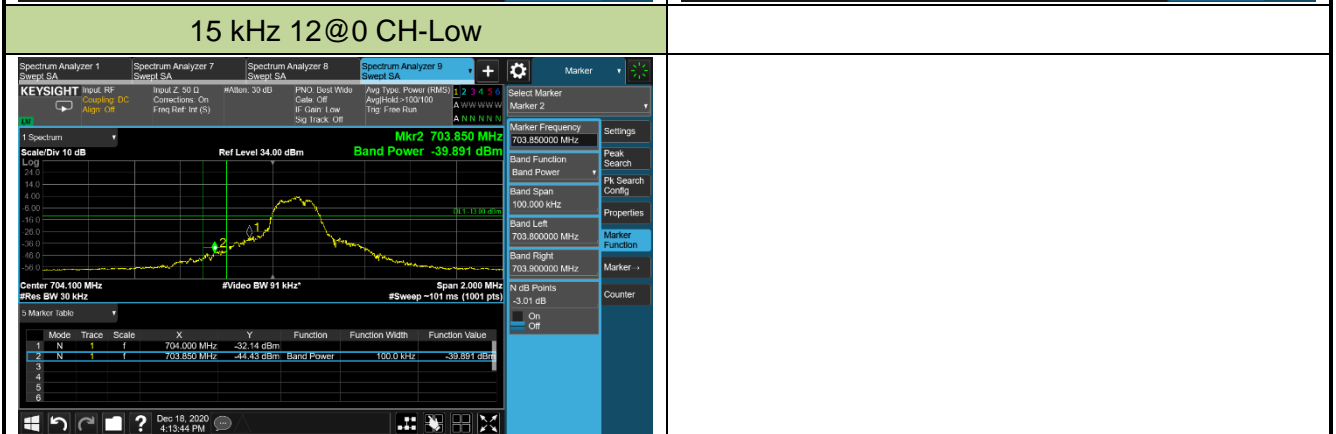 15 kHz 12@0 CH-Low
Spectrum Analyzer 1
Swept SA
Spectrum Analyzer 7
Swept SA
Spectrum Analyzer 8
Swept SA
Spectrum Analyzer 9
Swept SA
+
Marker
KEYSIGHT
Input: RF
Coupling: DC
Align: Off
Input Z: 50 Ω
Corrections: On
Freq Ref: Int (S)
#Atten: 30 dB
PNO: Best Wide
Gate: Off
IF Gain: Low
Sig Track: Off
Avg Type: Power (RMS)
Avg|Hold:>100/100
Trig: Free Run
1 2 3 4 5 6
A W W W W W
A N N N N N
Select Marker
Marker 2
1 Spectrum
Mkr2 703.850 MHz
Scale/Div 10 dB
Ref Level 34.00 dBm
Band Power -39.891 dBm
Log
24.0
14.0
4.00
-6.00
-16.0
-26.0
-36.0
-46.0
-56.0
DL1 -13.00 dBm
1
2
Center 704.100 MHz
#Video BW 91 kHz*
Span 2.000 MHz
#Res BW 30 kHz
#Sweep ~101 ms (1001 pts)
Marker Frequency
703.850000 MHz
Band Function
Band Power
Band Span
100.000 kHz
Band Left
703.800000 MHz
Band Right
703.900000 MHz
N dB Points
-3.01 dB
On
Off
Settings
Peak
Search
Pk Search
Config
Properties
Marker
Function
Marker→
Counter
5 Marker Table
Mode Trace Scale X Y Function Function Width Function Value
1 N 1 f 704.000 MHz -32.14 dBm
2 N 1 f 703.850 MHz -44.43 dBm Band Power 100.0 kHz -39.891 dBm
3
4
5
6
?
Dec 18, 2020
4:13:44 PM